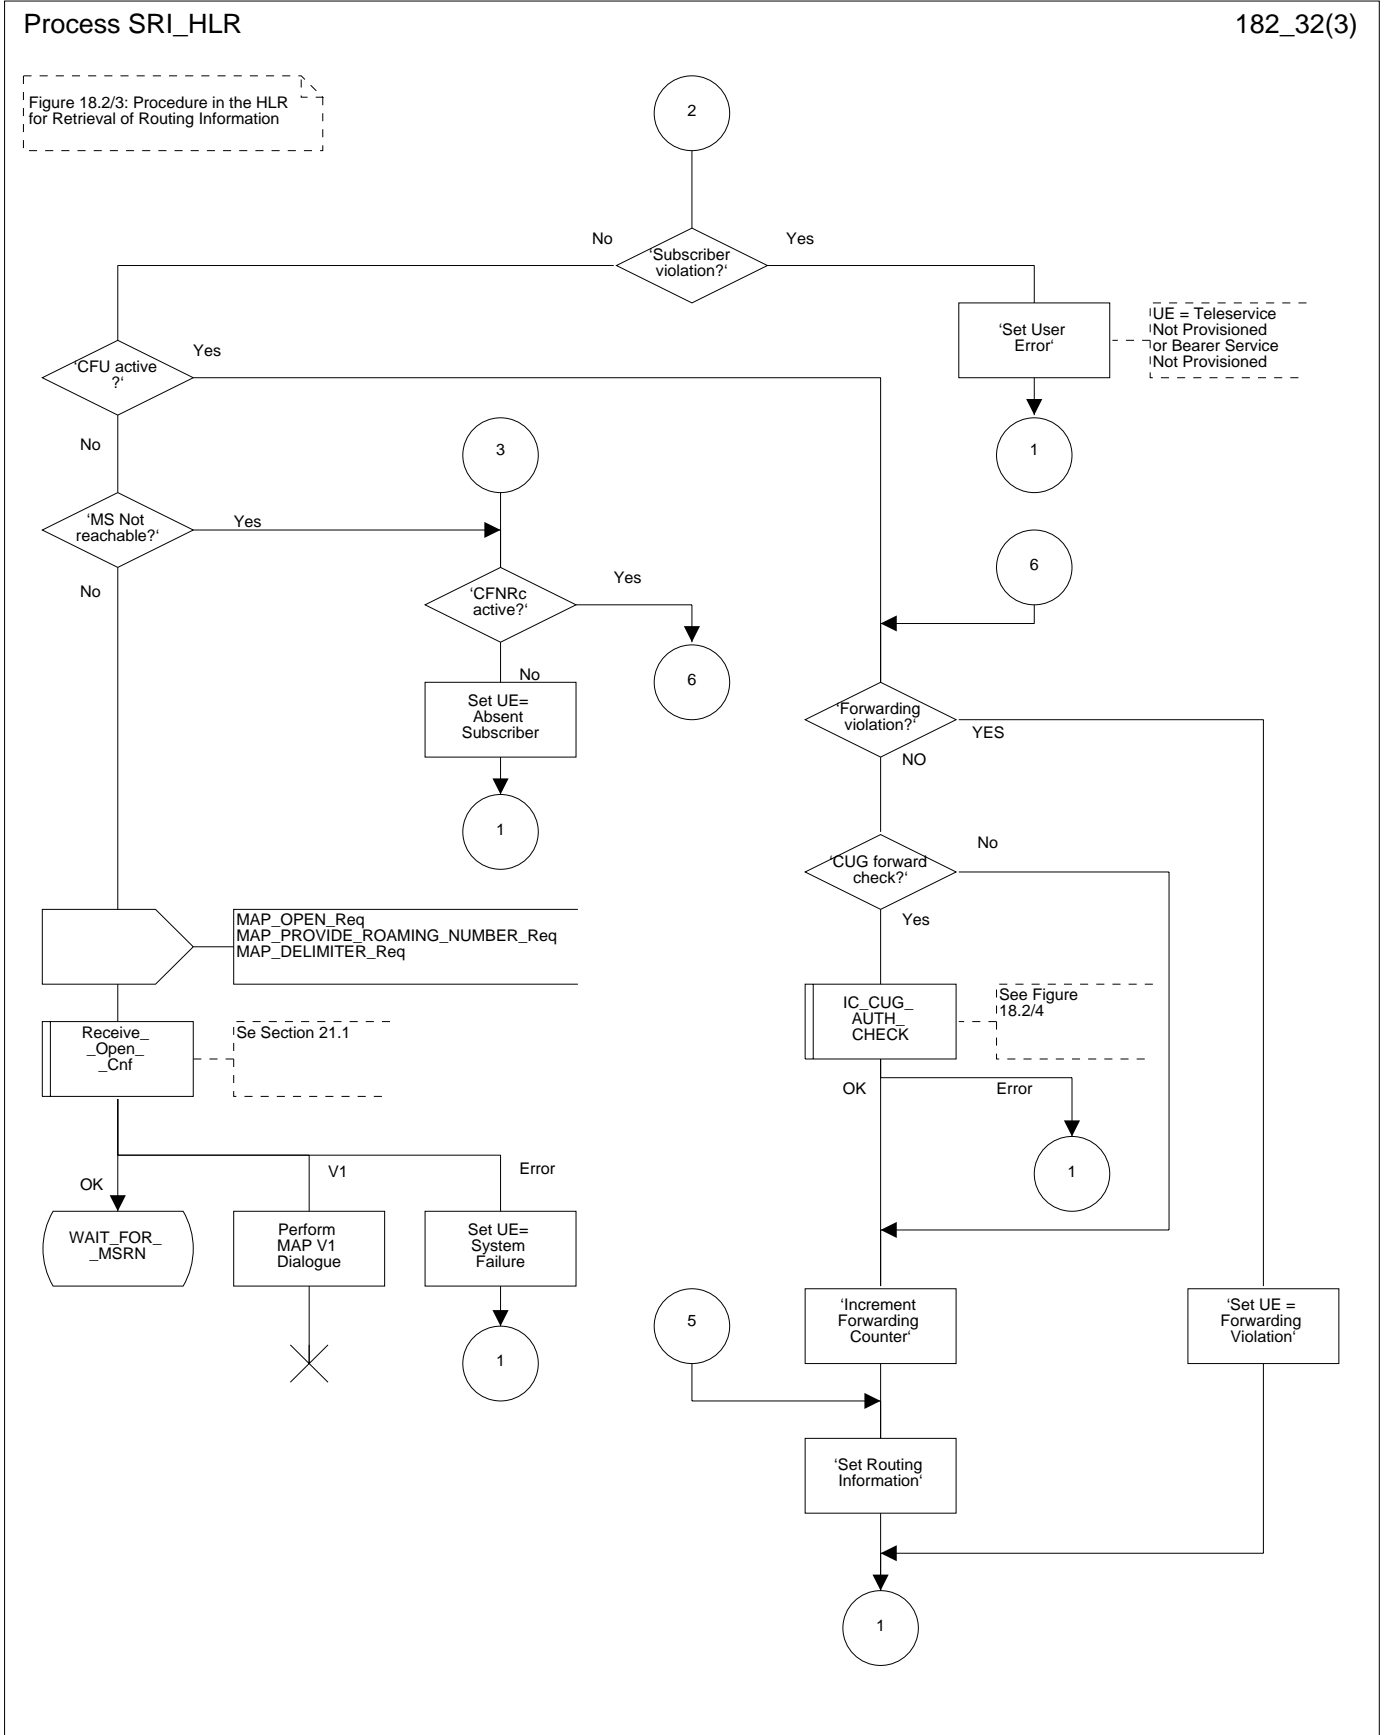 Process SRI_HLR
182_32(3)
Figure 18.2/3: Procedure in the HLR
for Retrieval of Routing Information
2
No
Yes
‘Subscriber
violation?‘
‘Set User
Error‘
UE = Teleservice
Not Provisioned
or Bearer Service
Not Provisioned
‘CFU active
?‘
Yes
No
3
1
‘MS Not
reachable?‘
Yes
No
6
‘CFNRc
active?‘
Yes
No
6
Set UE=
Absent
Subscriber
1
‘Forwarding
violation?‘
YES
NO
‘CUG forward
check?‘
No
Yes
MAP_OPEN_Req
MAP_PROVIDE_ROAMING_NUMBER_Req
MAP_DELIMITER_Req
IC_CUG_
AUTH_
CHECK
See Figure
18.2/4
Receive_
_Open_
_Cnf
Se Section 21.1
OK
Error
1
OK
V1
Error
WAIT_FOR_
_MSRN
Perform
MAP V1
Dialogue
Set UE=
System
Failure
1
5
‘Increment
Forwarding
Counter‘
‘Set UE =
Forwarding
Violation‘
‘Set Routing
Information‘
1